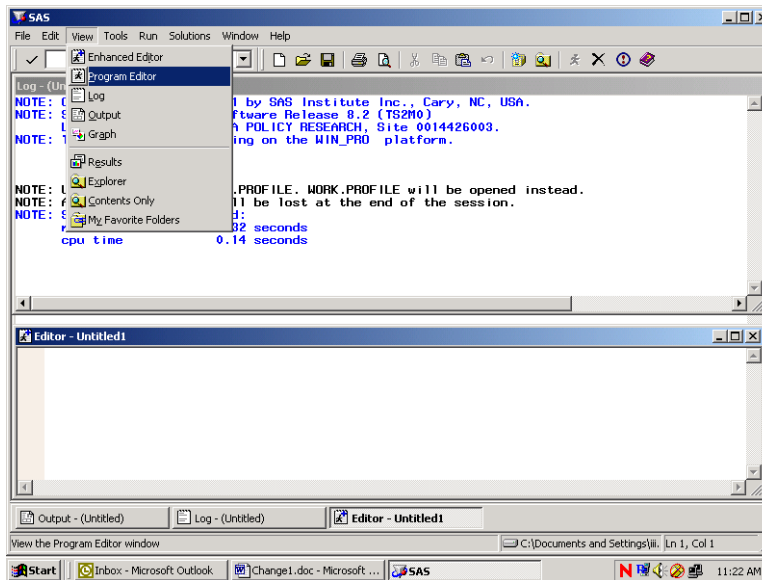 SAS
File Edit View Tools Run Solutions Window Help
Enhanced Editor
Program Editor
Log
Output
Graph
Results
Explorer
Contents Only
My Favorite Folders
Log - (Un
NOTE: 1 by SAS Institute Inc., Cary, NC, USA.
NOTE: S ftware Release 8.2 (TS2M0)
A POLICY RESEARCH, Site 0014426003.
NOTE: ing on the WIN_PRO platform.
NOTE: .PROFILE. WORK.PROFILE will be opened instead.
NOTE: ll be lost at the end of the session.
NOTE: S d:
32 seconds
cpu time 0.14 seconds
Editor - Untitled1
Output - (Untitled) Log - (Untitled) Editor - Untitled1
View the Program Editor window C:\Documents and Settings\iii. Ln 1, Col 1
Start Inbox - Microsoft Outlook Change1.doc - Microsoft ... SAS N 11:22 AM